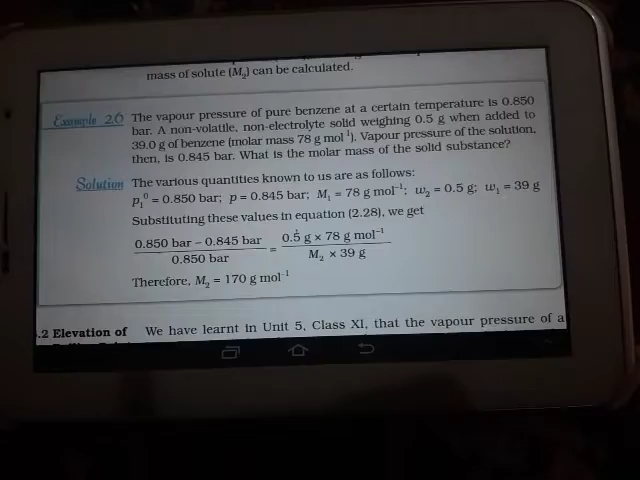 mass of solute (M₂) can be calculated.
Example 2.6 The vapour pressure of pure benzene at a certain temperature is 0.850
bar. A non-volatile, non-electrolyte solid weighing 0.5 g when added to
39.0 g of benzene (molar mass 78 g mol⁻¹). Vapour pressure of the solution,
then, is 0.845 bar. What is the molar mass of the solid substance?
Solution The various quantities known to us are as follows:
p₁⁰ = 0.850 bar; p = 0.845 bar; M₁ = 78 g mol⁻¹; w₂ = 0.5 g; w₁ = 39 g
Substituting these values in equation (2.28), we get
0.850 bar – 0.845 bar / 0.850 bar = 0.5 g × 78 g mol⁻¹ / M₂ × 39 g
Therefore, M₂ = 170 g mol⁻¹
.2 Elevation of We have learnt in Unit 5, Class XI, that the vapour pressure of a